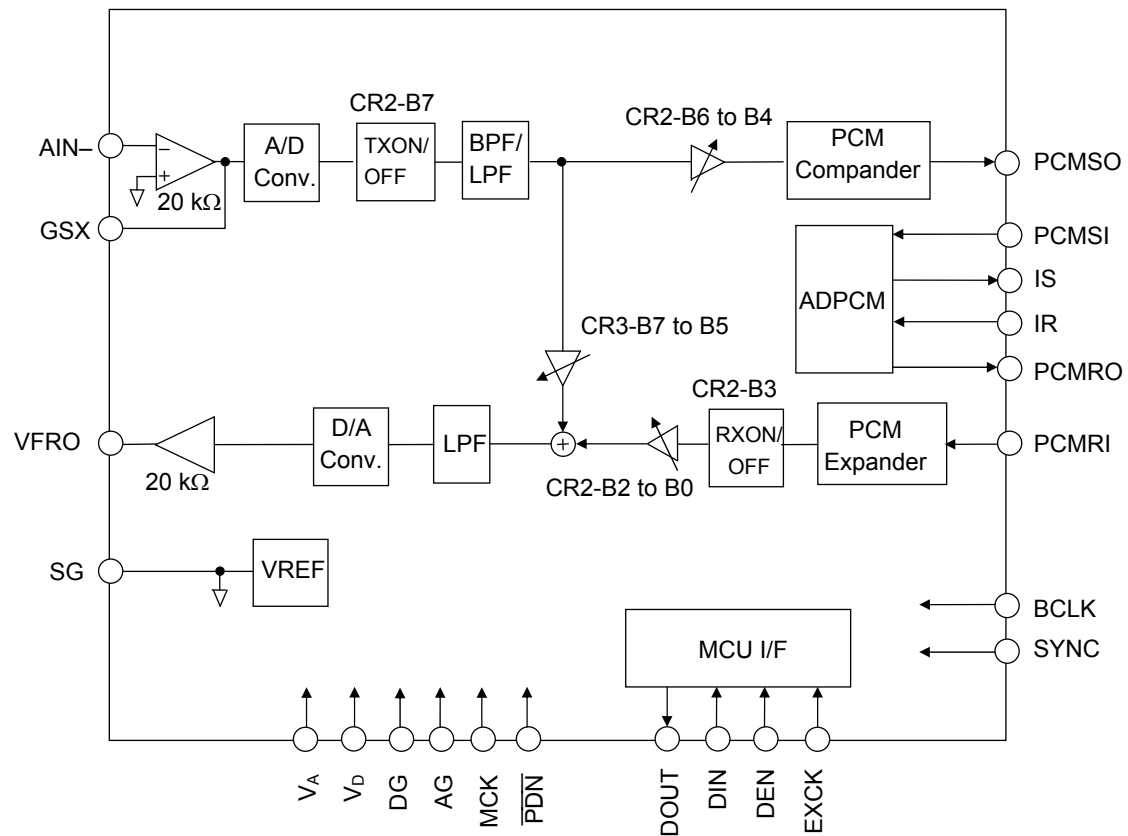 CR2-B7
CR2-B6 to B4
AIN–
–
+
20 kΩ
A/D
Conv.
TXON/
OFF
BPF/
LPF
PCM
Compander
PCMSO
GSX
PCMSI
IS
ADPCM
IR
PCMRO
CR3-B7 to B5
CR2-B3
VFRO
20 kΩ
D/A
Conv.
LPF
+
CR2-B2 to B0
RXON/
OFF
PCM
Expander
PCMRI
SG
VREF
BCLK
MCU I/F
SYNC
VA
VD
DG
AG
MCK
PDN
DOUT
DIN
DEN
EXCK